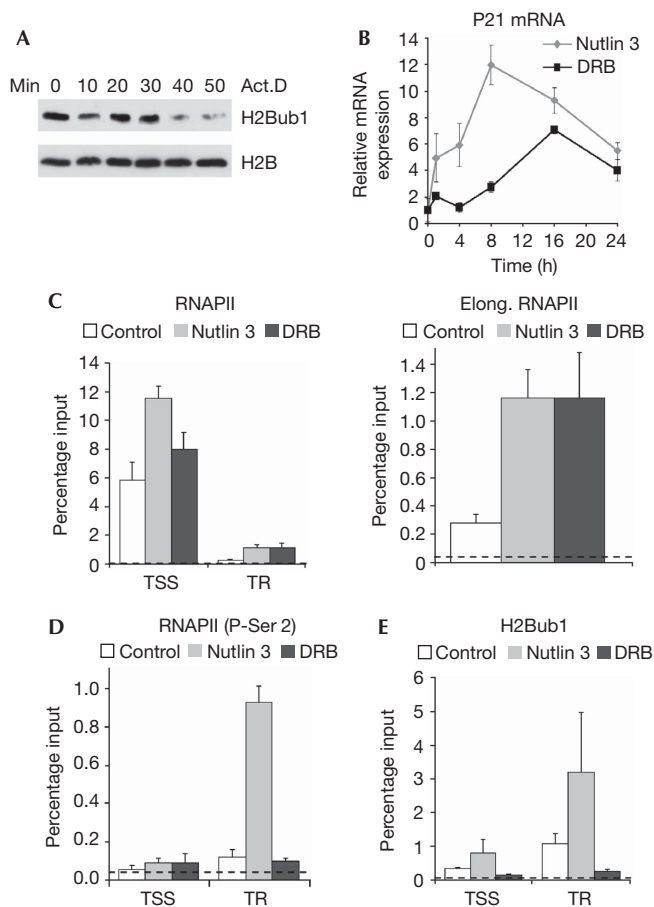 A
Min 0 10 20 30 40 50 Act.D
H2Bub1
H2B
B
P21 mRNA
Nutlin 3
DRB
Relative mRNA
expression
14
12
10
8
6
4
2
0
0 4 8 12 16 20 24
Time (h)
C
RNAPII
Control Nutlin 3 DRB
Percentage input
14
12
10
8
6
4
2
0
TSS TR
Elong. RNAPII
Control Nutlin 3 DRB
Percentage input
1.4
1.2
1.0
0.8
0.6
0.4
0.2
0
D
RNAPII (P-Ser 2)
Control Nutlin 3 DRB
Percentage input
1.0
0.8
0.6
0.4
0.2
0.0
TSS TR
E
H2Bub1
Control Nutlin 3 DRB
Percentage input
6
5
4
3
2
1
0
TSS TR